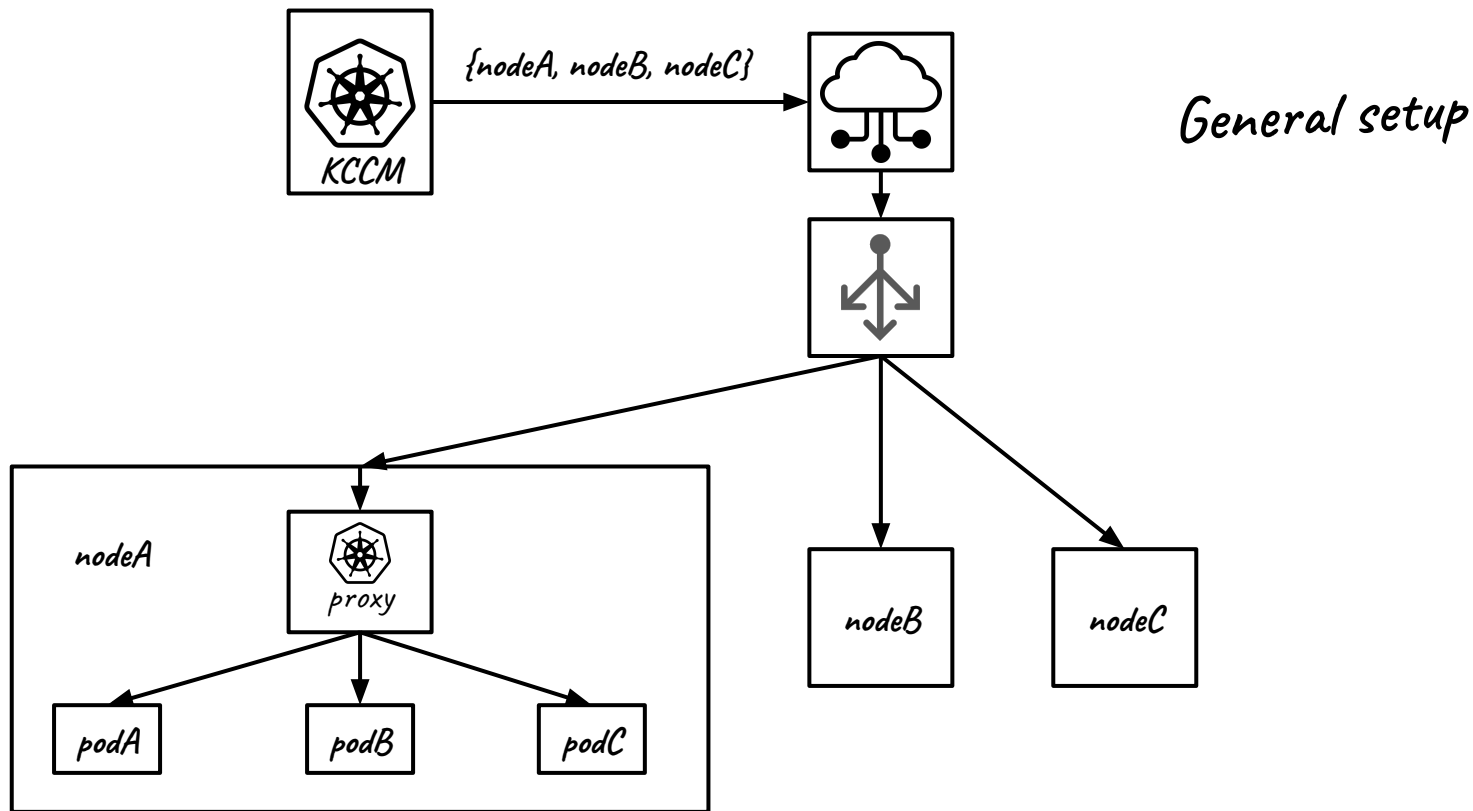 {nodeA, nodeB, nodeC}
General setup
KCCM
nodeA
proxy
nodeB
nodeC
podA
podB
podC